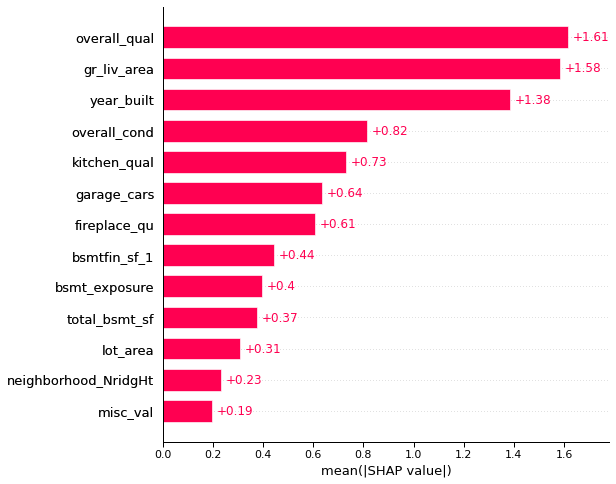 overall_qual +1.61
gr_liv_area +1.58
year_built +1.38
overall_cond +0.82
kitchen_qual +0.73
garage_cars +0.64
fireplace_qu +0.61
bsmtfin_sf_1 +0.44
bsmt_exposure +0.4
total_bsmt_sf +0.37
lot_area +0.31
neighborhood_NridgHt +0.23
misc_val +0.19
0.0 0.2 0.4 0.6 0.8 1.0 1.2 1.4 1.6
mean(|SHAP value|)